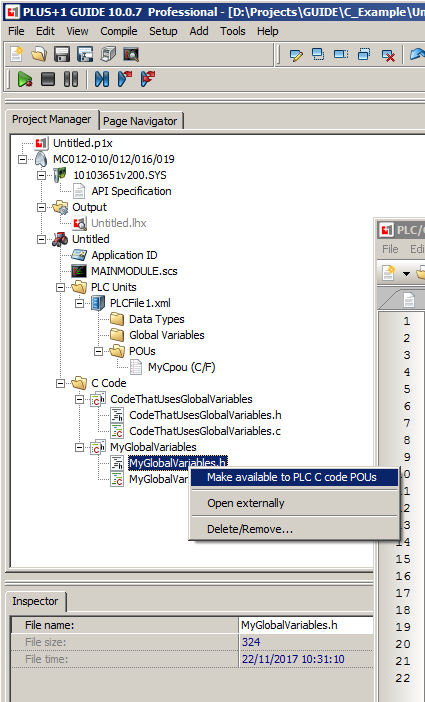 PLUS+1 GUIDE 10.0.7 Professional - [D:\Projects\GUIDE\C_Example\Un
File Edit View Compile Setup Add Tools Help
Project Manager Page Navigator
Untitled.p1x
MC012-010/012/016/019
10103651v200.SYS
API Specification
Output
Untitled.lhx
Untitled
Application ID
MAINMODULE.scs
PLC Units
PLCFile1.xml
Data Types
Global Variables
POUs
MyCpou (C/F)
C Code
CodeThatUsesGlobalVariables
CodeThatUsesGlobalVariables.h
CodeThatUsesGlobalVariables.c
MyGlobalVariables
MyGlobalVariables.h
MyGlobalVar
Make available to PLC C code POUs
Open externally
Delete/Remove...
PLC/
File Edi
1
2
3
4
5
6
7
8
9
10
11
12
13
14
15
16
17
18
19
20
21
22
Inspector
File name: MyGlobalVariables.h
File size: 324
File time: 22/11/2017 10:31:10